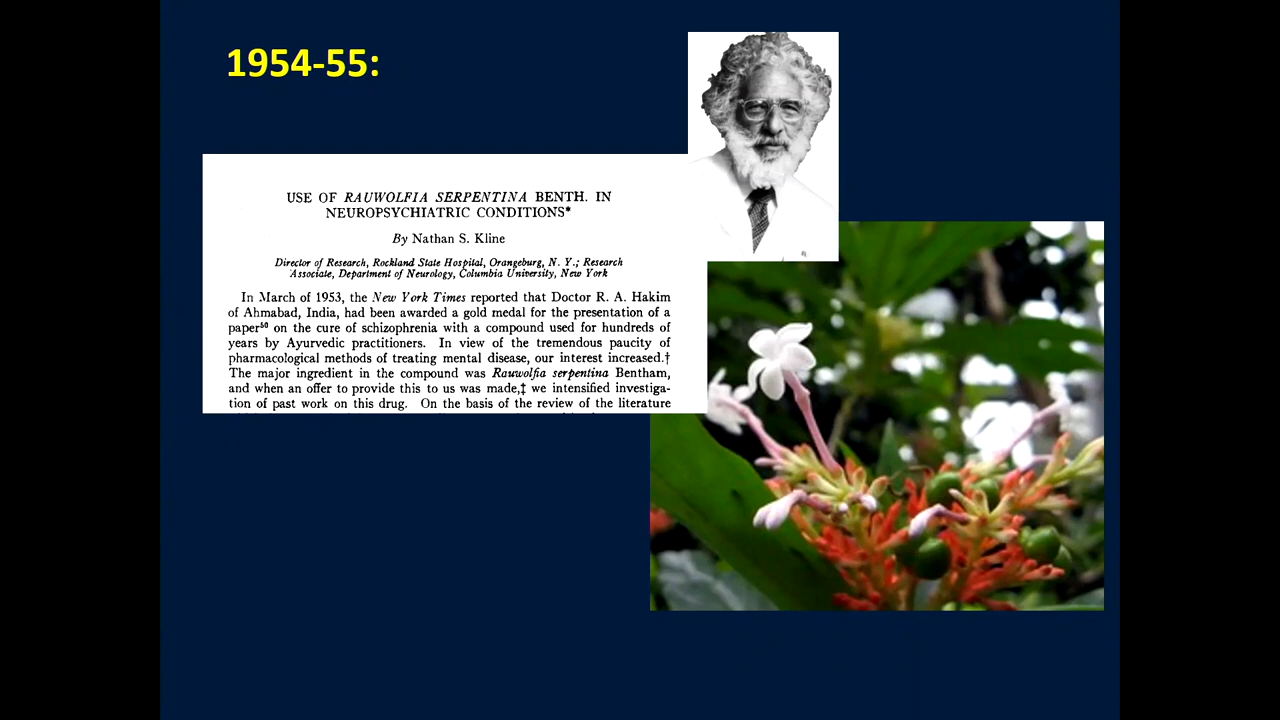 1954-55:
USE OF RAUWOLFIA SERPENTINA BENTH. IN
NEUROPSYCHIATRIC CONDITIONS*
By Nathan S. Kline
Director of Research, Rockland State Hospital, Orangeburg, N. Y.; Research
Associate, Department of Neurology, Columbia University, New York
In March of 1953, the New York Times reported that Doctor R. A. Hakim
of Ahmabad, India, had been awarded a gold medal for the presentation of a
paper⁵⁰ on the cure of schizophrenia with a compound used for hundreds of
years by Ayurvedic practitioners. In view of the tremendous paucity of
pharmacological methods of treating mental disease, our interest increased.†
The major ingredient in the compound was Rauwolfia serpentina Bentham,
and when an offer to provide this to us was made,‡ we intensified investiga-
tion of past work on this drug. On the basis of the review of the literature